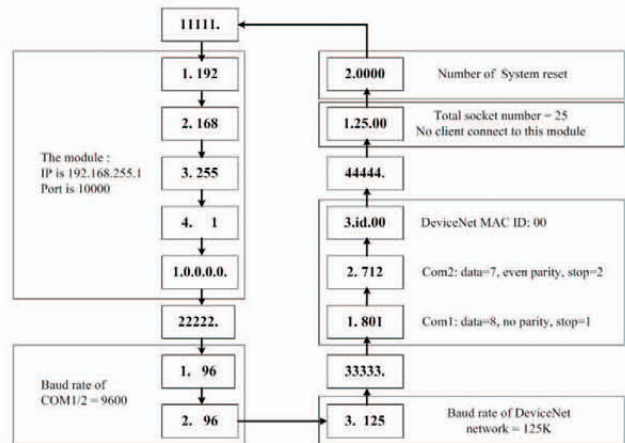 11111.
1. 192
2. 168
3. 255
4. 1
1.0.0.0.0.
The module :
IP is 192.168.255.1
Port is 10000
22222.
1. 96
2. 96
Baud rate of
COM1/2 = 9600
3. 125
Baud rate of DeviceNet
network = 125K
33333.
1. 801
Com1: data=8, no parity, stop=1
2. 712
Com2: data=7, even parity, stop=2
3.id.00
DeviceNet MAC ID: 00
44444.
1.25.00
Total socket number = 25
No client connect to this module
2.0000
Number of System reset